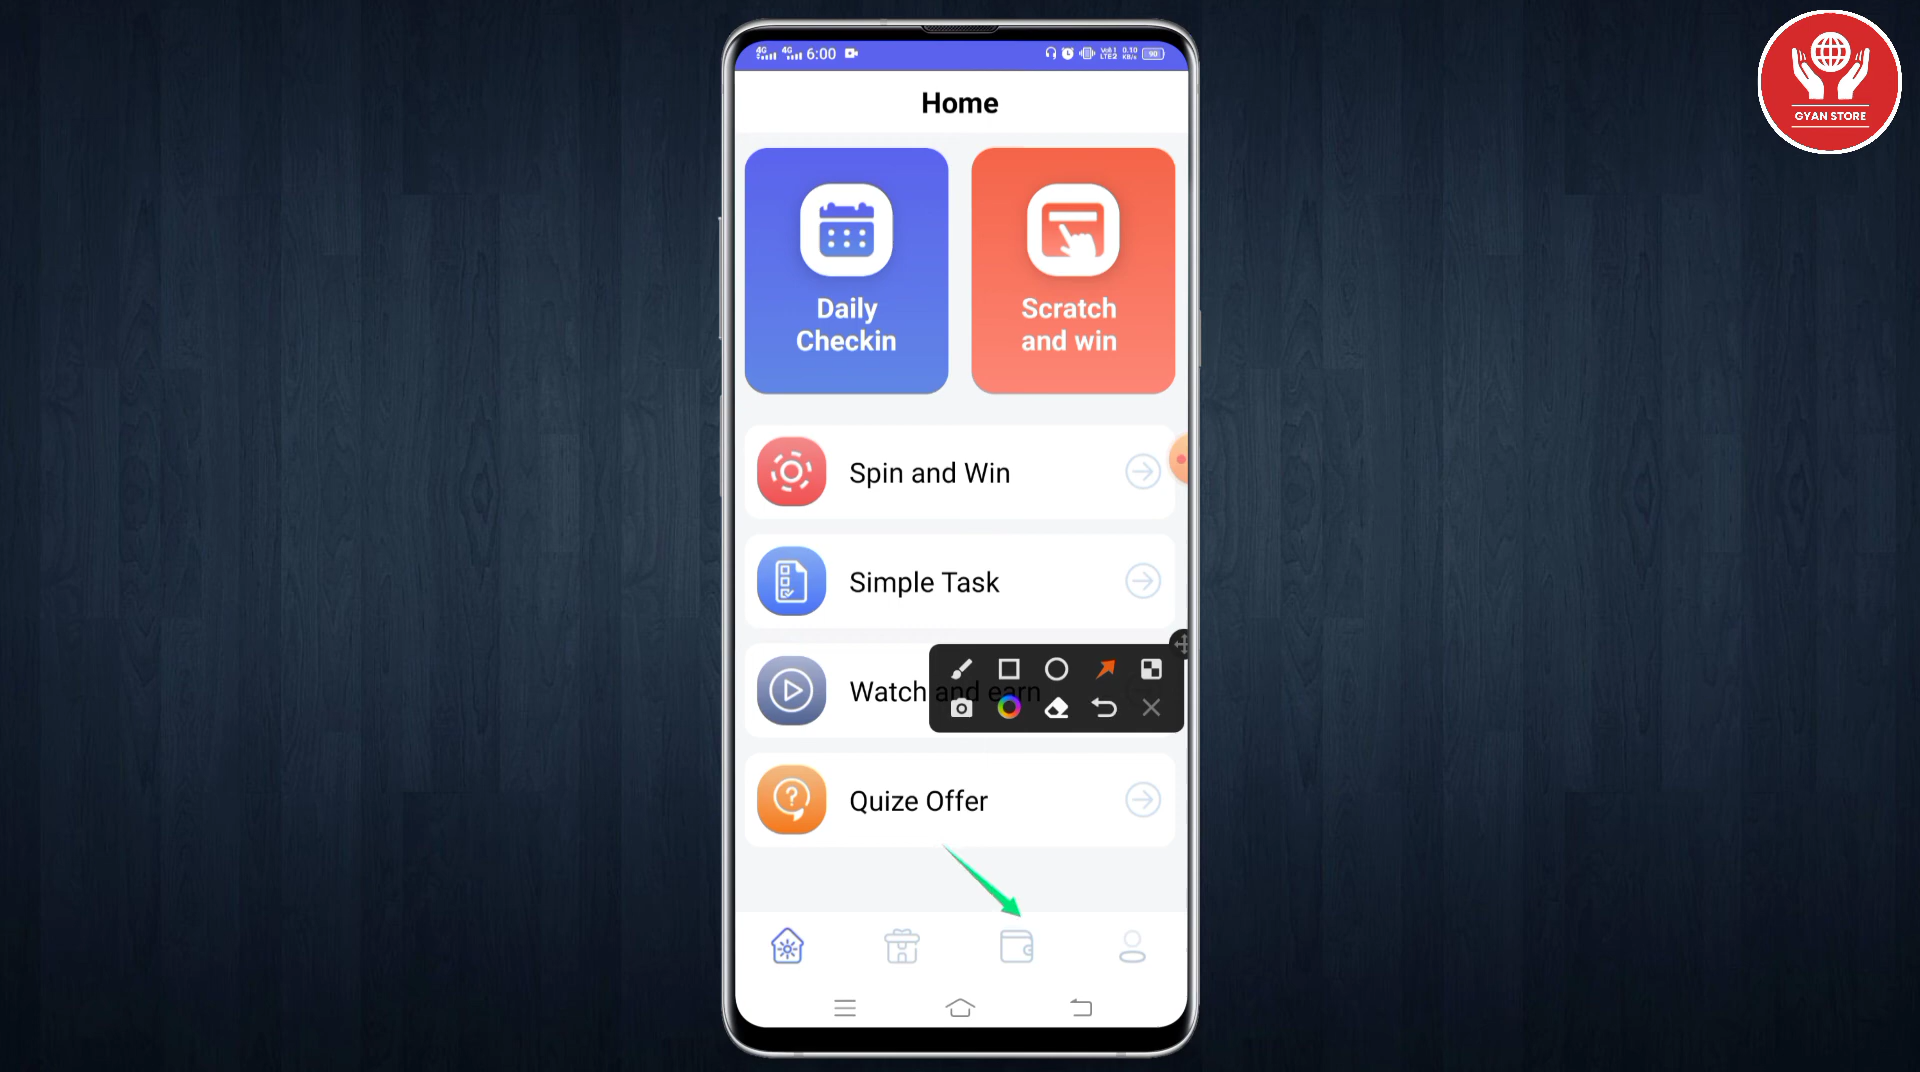 6:00
90
GYAN STORE
Home
Daily
Checkin
Scratch
and win
Spin and Win
Simple Task
Watch and earn
Quize Offer